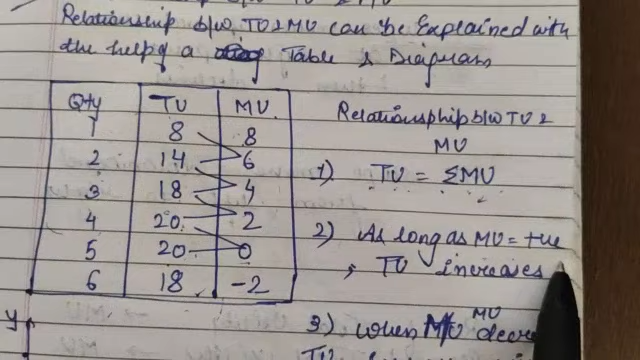 Relationship b/w TU & MU can be Explained with
the help of a Table & Diagram
Qty TU MU.
1 8 8
2 14 6
3 18 4
4 20 2
5 20 0
6 18 -2
Relationship b/w TU &
MU
1) TU = ΣMU
2) As long as MU = +ve
, TU increases
3) when MU
TU
y